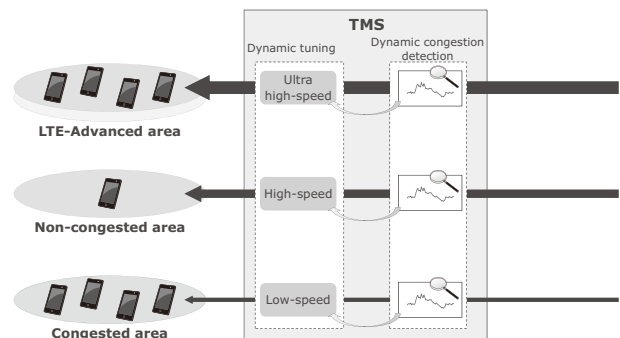 TMS
Dynamic tuning
Dynamic congestion
detection
Ultra
high-speed
LTE-Advanced area
High-speed
Non-congested area
Low-speed
Congested area